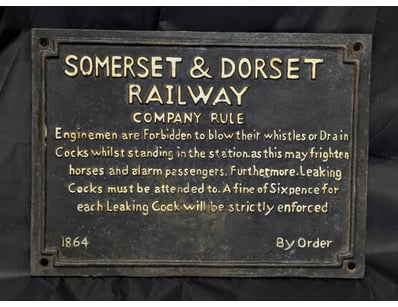 SOMERSET & DORSET
RAILWAY
COMPANY RULE
Enginemen are Forbidden to blow their whistles or Drain
Cocks whilst standing in the station.as this may frighten
horses and alarm passengers. Furthermore. Leaking
Cocks must be attended to. A fine of Sixpence for
each Leaking Cock will be strictly enforced
1864 By Order